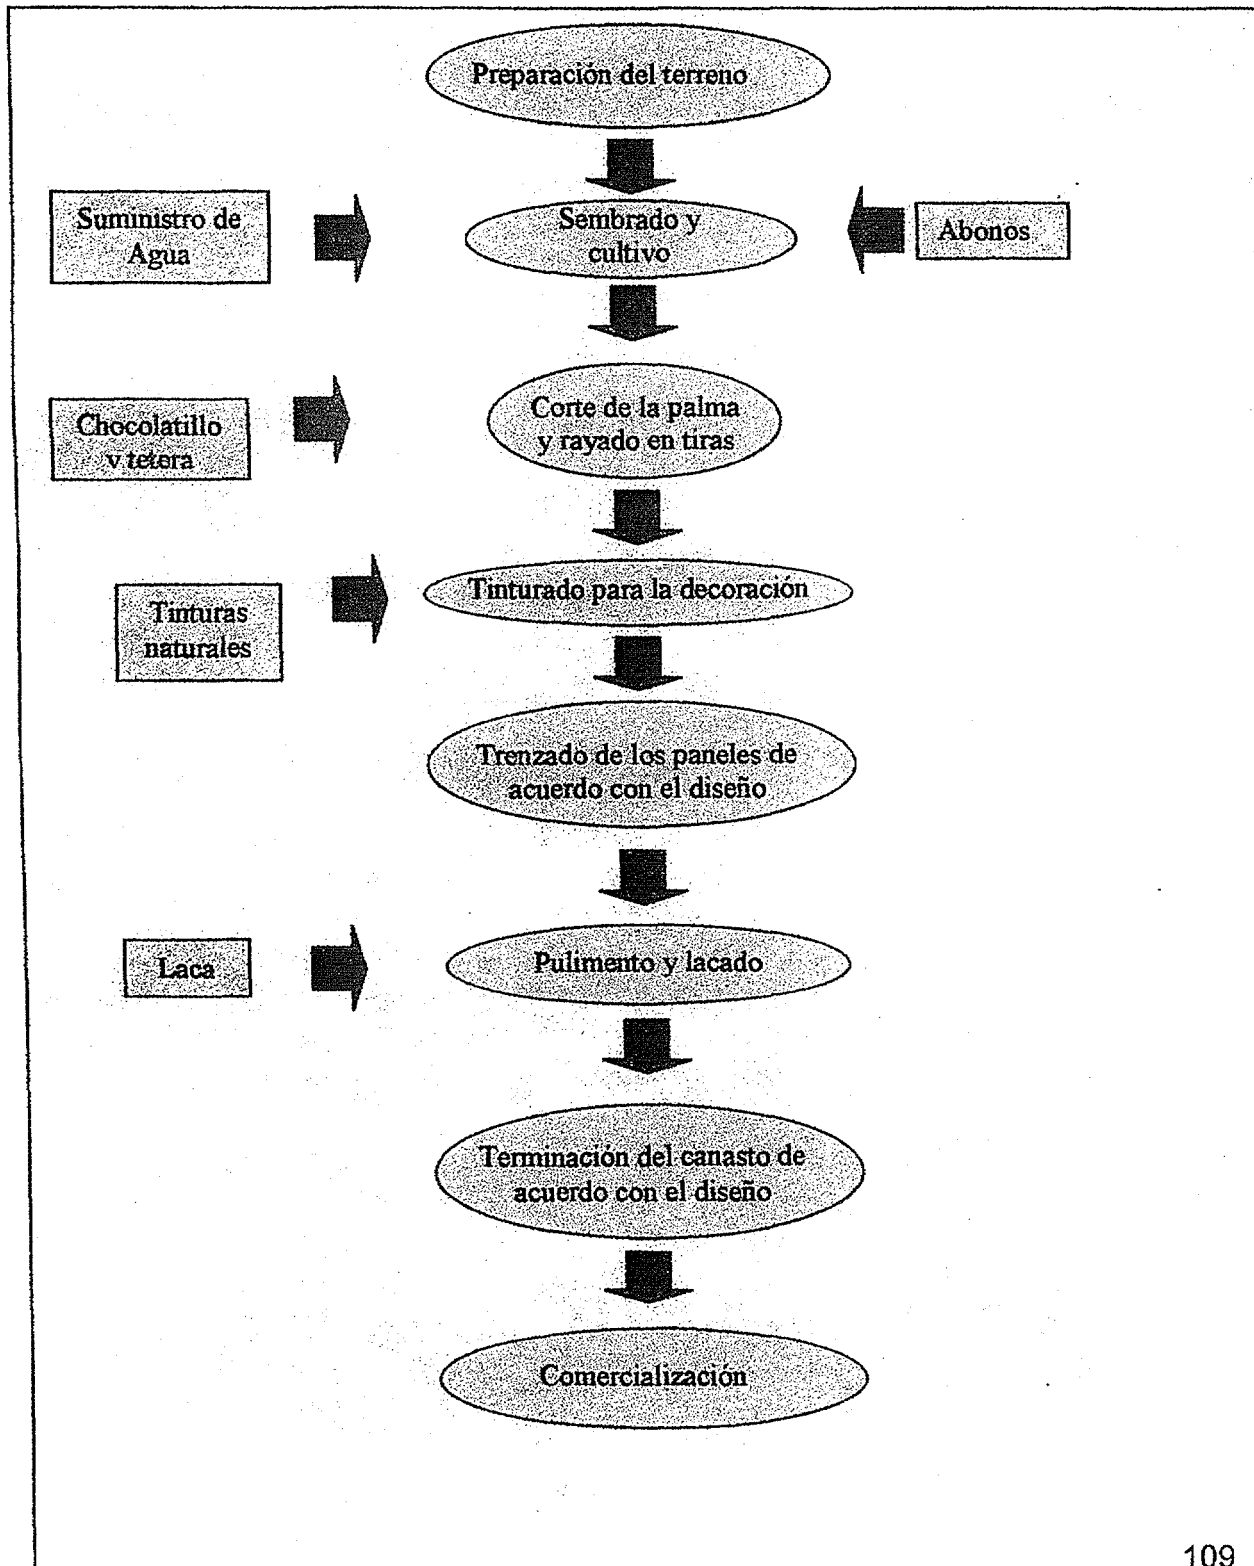 Preparación del terreno
Suministro de
Agua
Sembrado y
cultivo
Abonos
Chocolatillo
y tetera
Corte de la palma
y rayado en tiras
Tinturas
naturales
Tinturado para la decoración
Trenzado de los paneles de
acuerdo con el diseño
Laca
Pulimento y lacado
Terminación del canasto de
acuerdo con el diseño
Comercialización
109